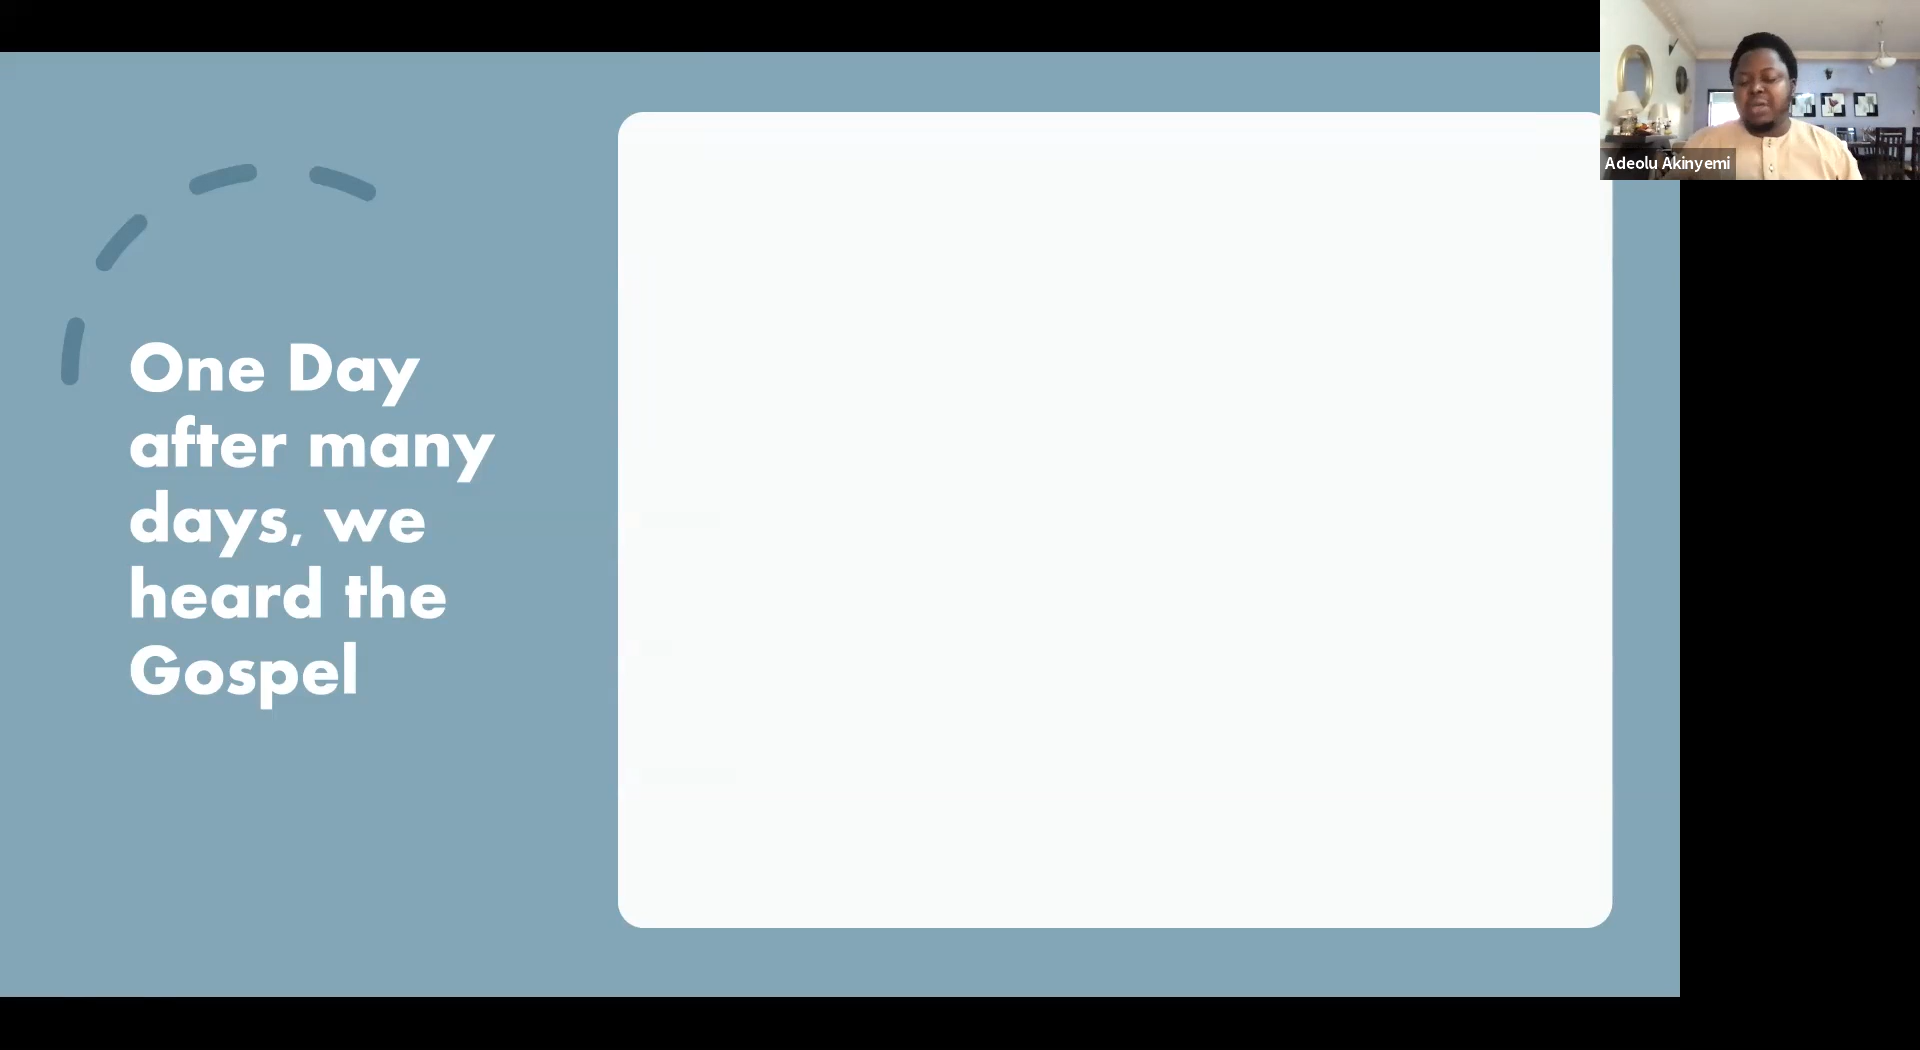 One Day
after many
days, we
heard the
Gospel
Adeolu Akinyemi